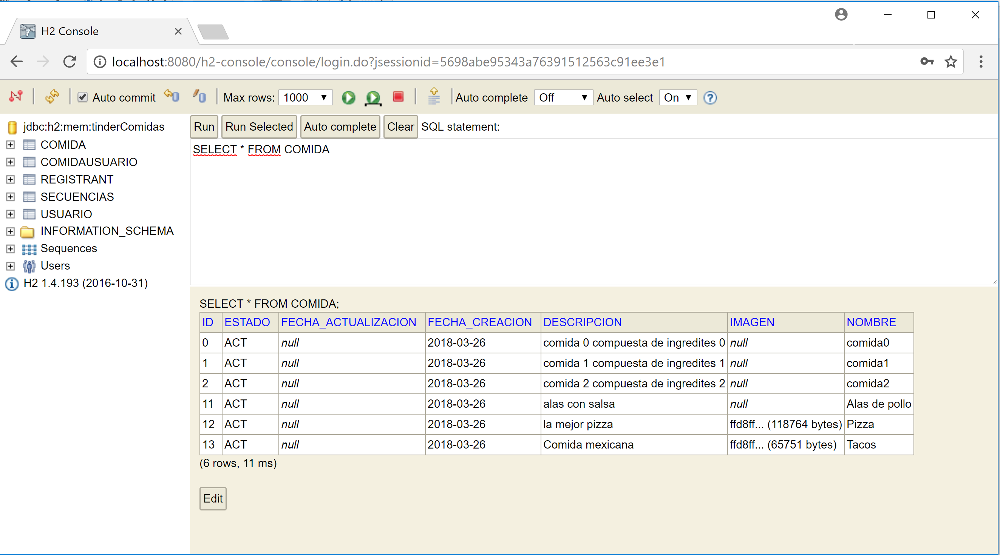 H2 Console
localhost:8080/h2-console/console/login.do?jsessionid=5698abe95343a76391512563c91ee3e1
Auto commit Max rows: 1000 Auto complete Off Auto select On
jdbc:h2:mem:tinderComidas
COMIDA
COMIDAUSUARIO
REGISTRANT
SECUENCIAS
USUARIO
INFORMATION_SCHEMA
Sequences
Users
H2 1.4.193 (2016-10-31)
Run Run Selected Auto complete Clear SQL statement:
SELECT * FROM COMIDA
SELECT * FROM COMIDA;
ID ESTADO FECHA_ACTUALIZACION FECHA_CREACION DESCRIPCION IMAGEN NOMBRE
0 ACT null 2018-03-26 comida 0 compuesta de ingredites 0 null comida0
1 ACT null 2018-03-26 comida 1 compuesta de ingredites 1 null comida1
2 ACT null 2018-03-26 comida 2 compuesta de ingredites 2 null comida2
11 ACT null 2018-03-26 alas con salsa null Alas de pollo
12 ACT null 2018-03-26 la mejor pizza ffd8ff... (118764 bytes) Pizza
13 ACT null 2018-03-26 Comida mexicana ffd8ff... (65751 bytes) Tacos
(6 rows, 11 ms)
Edit